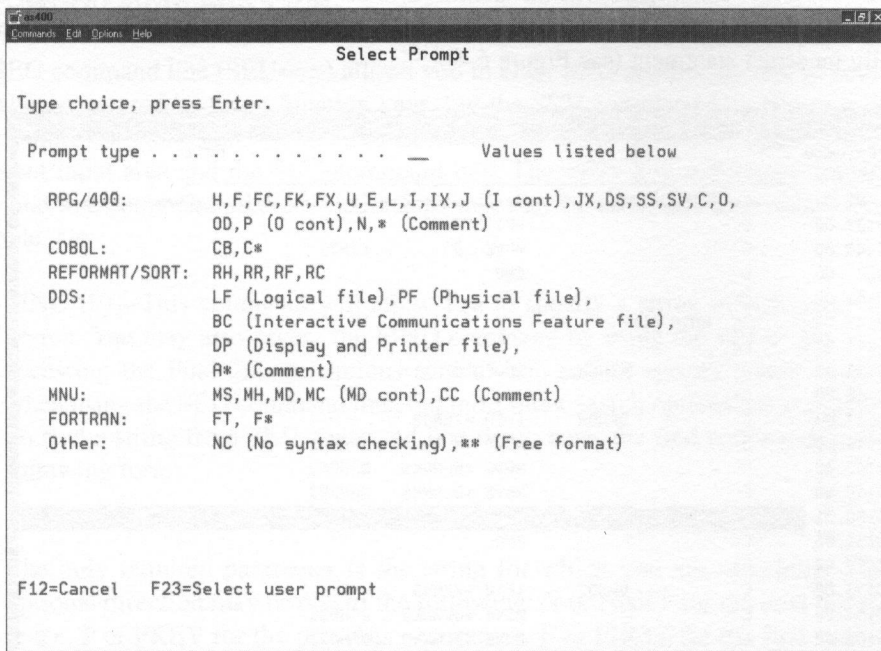 as400
Commands Edit Options Help
Select Prompt
Type choice, press Enter.
Prompt type . . . . . . . . . . . . __ Values listed below
RPG/400: H,F,FC,FK,FX,U,E,L,I,IX,J (I cont),JX,DS,SS,SV,C,O,
OD,P (O cont),N,* (Comment)
COBOL: CB,C*
REFORMAT/SORT: RH,RR,RF,RC
DDS: LF (Logical file),PF (Physical file),
BC (Interactive Communications Feature file),
DP (Display and Printer file),
A* (Comment)
MNU: MS,MH,MD,MC (MD cont),CC (Comment)
FORTRAN: FT, F*
Other: NC (No syntax checking),** (Free format)
F12=Cancel F23=Select user prompt